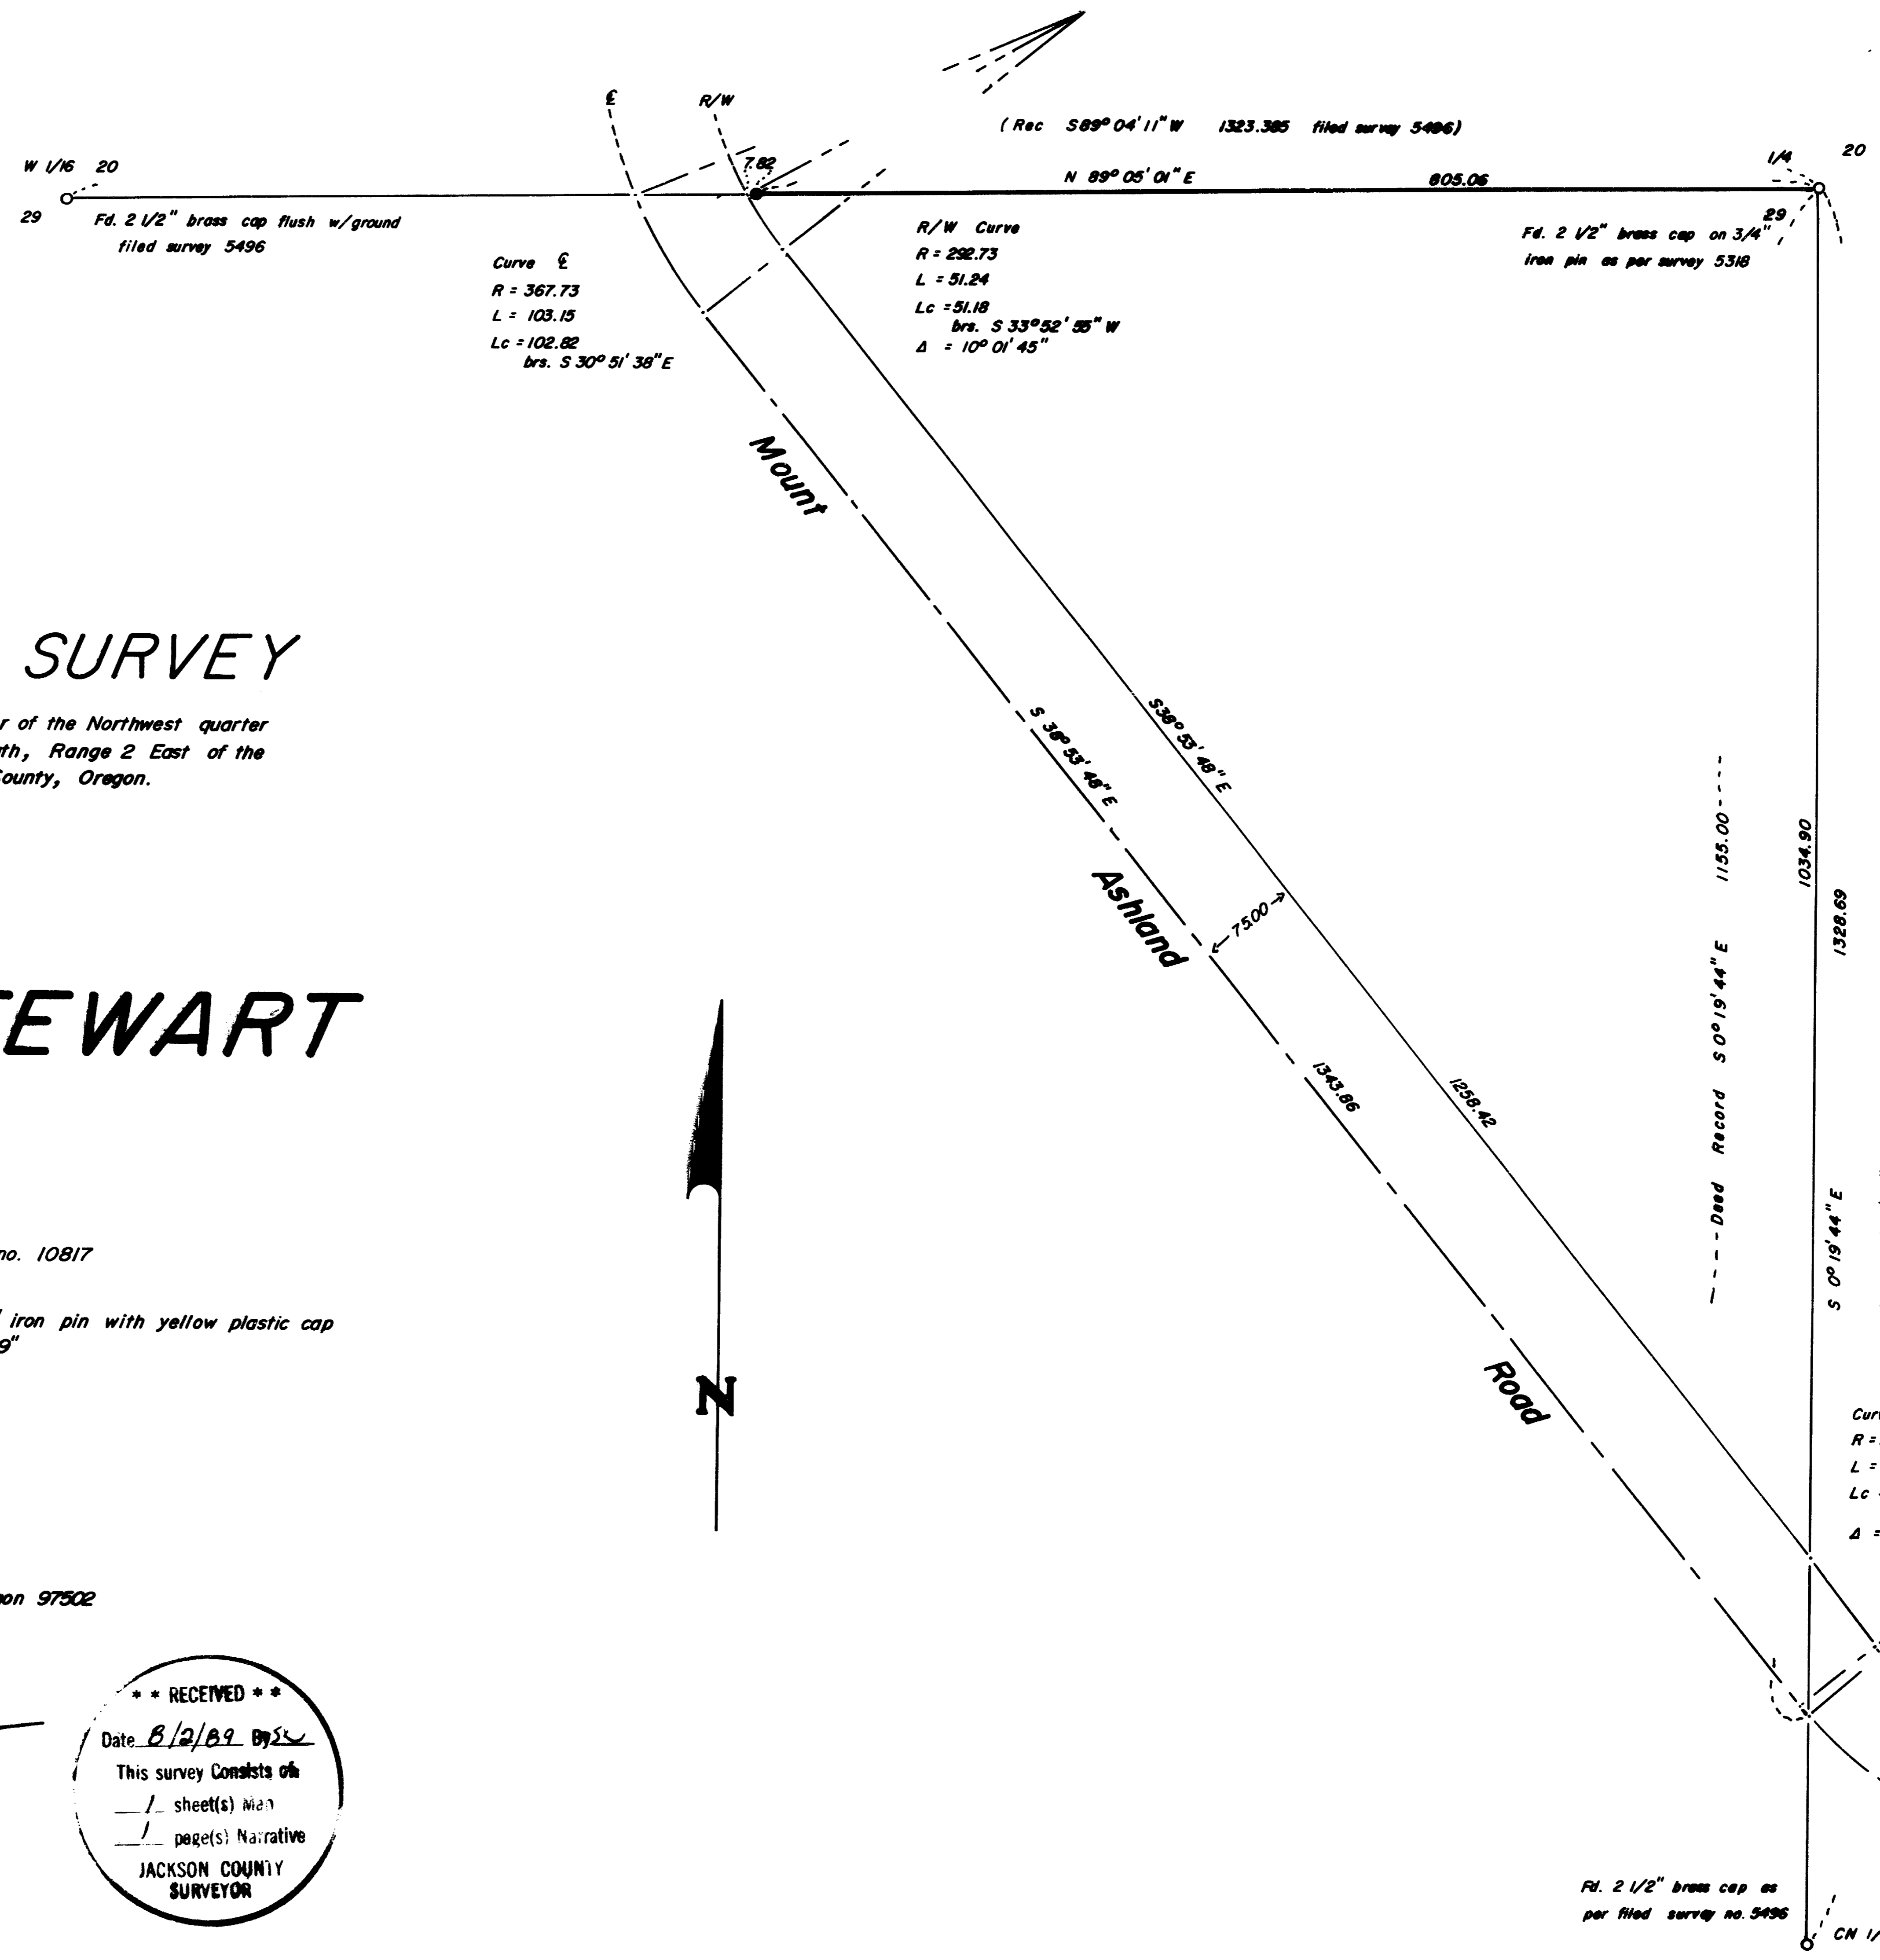 ℄
R/W
( Rec S89° 04' 11" W 1323.385 filed survey 5496)
W 1/16 20
29
7.82
N 89° 05' 01" E
805.06
1/4
20
29
Fd. 2 1/2" brass cap flush w/ground
filed survey 5496
Fd. 2 1/2" brass cap on 3/4"
iron pin as per survey 5318
Curve ℄
R = 367.73
L = 103.15
Lc = 102.82
brs. S 30° 51' 38" E
R/W Curve
R = 292.73
L = 51.24
Lc = 51.18
brs. S 33° 52' 55" W
Δ = 10° 01' 45"
Mount
Ashland
Road
S 38° 53' 48" E
S 38° 53' 48" E
75.00
1343.86
1258.42
Deed Record S 0° 19' 44" E 1155.00
1034.90
1328.69
S 0° 19' 44" E
SURVEY
r of the Northwest quarter
th, Range 2 East of the
County, Oregon.
TEWART
no. 10817
iron pin with yellow plastic cap
9"
on 97502
N
* * RECEIVED * *
Date 8/2/89 By
This survey Consists of:
1 sheet(s) Map
1 page(s) Narrative
JACKSON COUNTY
SURVEYOR
Cur
R =
L =
Lc
Δ =
Fd. 2 1/2" brass cap as
per filed survey no. 5496
CN 1/